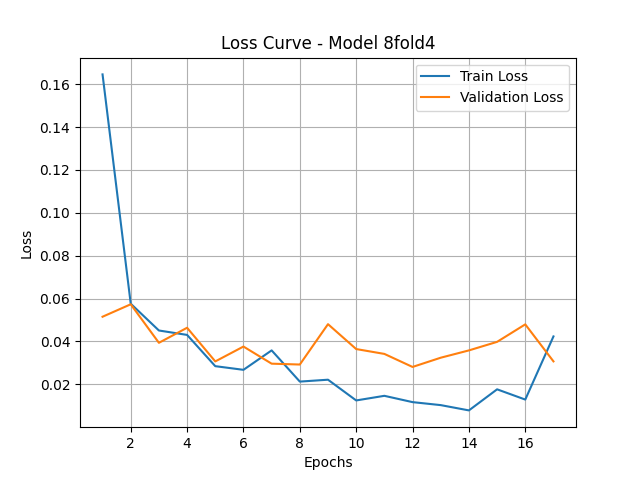 Loss Curve - Model 8fold4
Train Loss
Validation Loss
0.16
0.14
0.12
0.10
0.08
0.06
0.04
0.02
Loss
2 4 6 8 10 12 14 16
Epochs